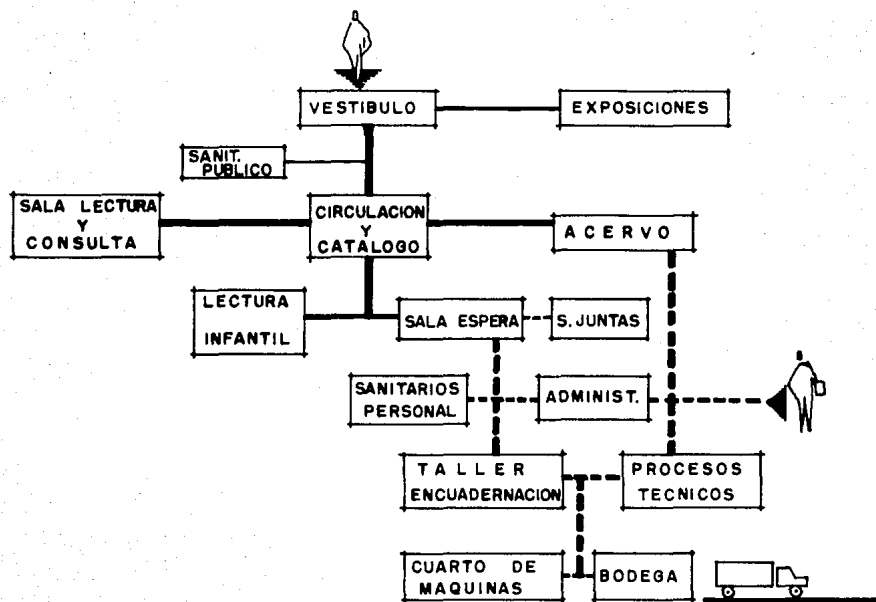 VESTIBULO
EXPOSICIONES
SANIT.
PUBLICO
SALA LECTURA
Y
CONSULTA
CIRCULACION
Y
CATALOGO
ACERVO
LECTURA
INFANTIL
SALA ESPERA
S. JUNTAS
SANITARIOS
PERSONAL
ADMINIST.
TALLER
ENCUADERNACION
PROCESOS
TECNICOS
CUARTO DE
MAQUINAS
BODEGA